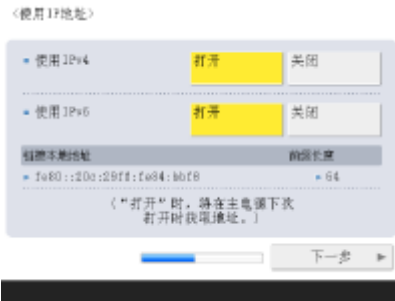 <使用IP地址>
使用IPv4 打开 关闭
使用IPv6 打开 关闭
链接本地地址 前缀长度
fe80::20c:29ff:fe84:bbf8 64
("打开"时,将在主电源下次
打开时获取地址。)
下一步